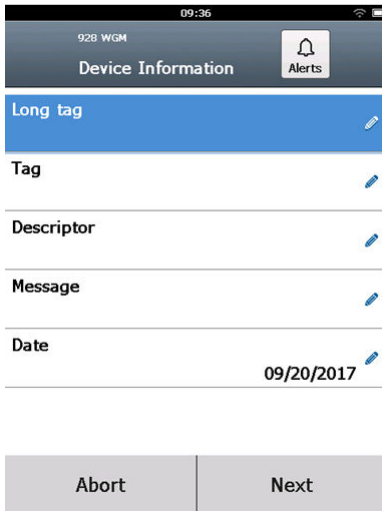 09:36
928 WGM
Device Information
Alerts
Long tag
Tag
Descriptor
Message
Date
09/20/2017
Abort
Next